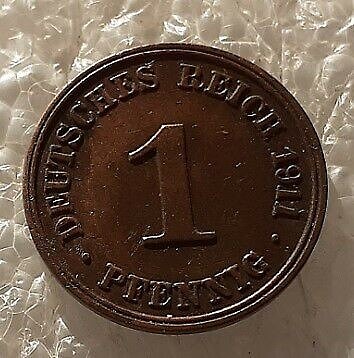 DEUTSCHES REICH 1911
1
· PFENNIG ·